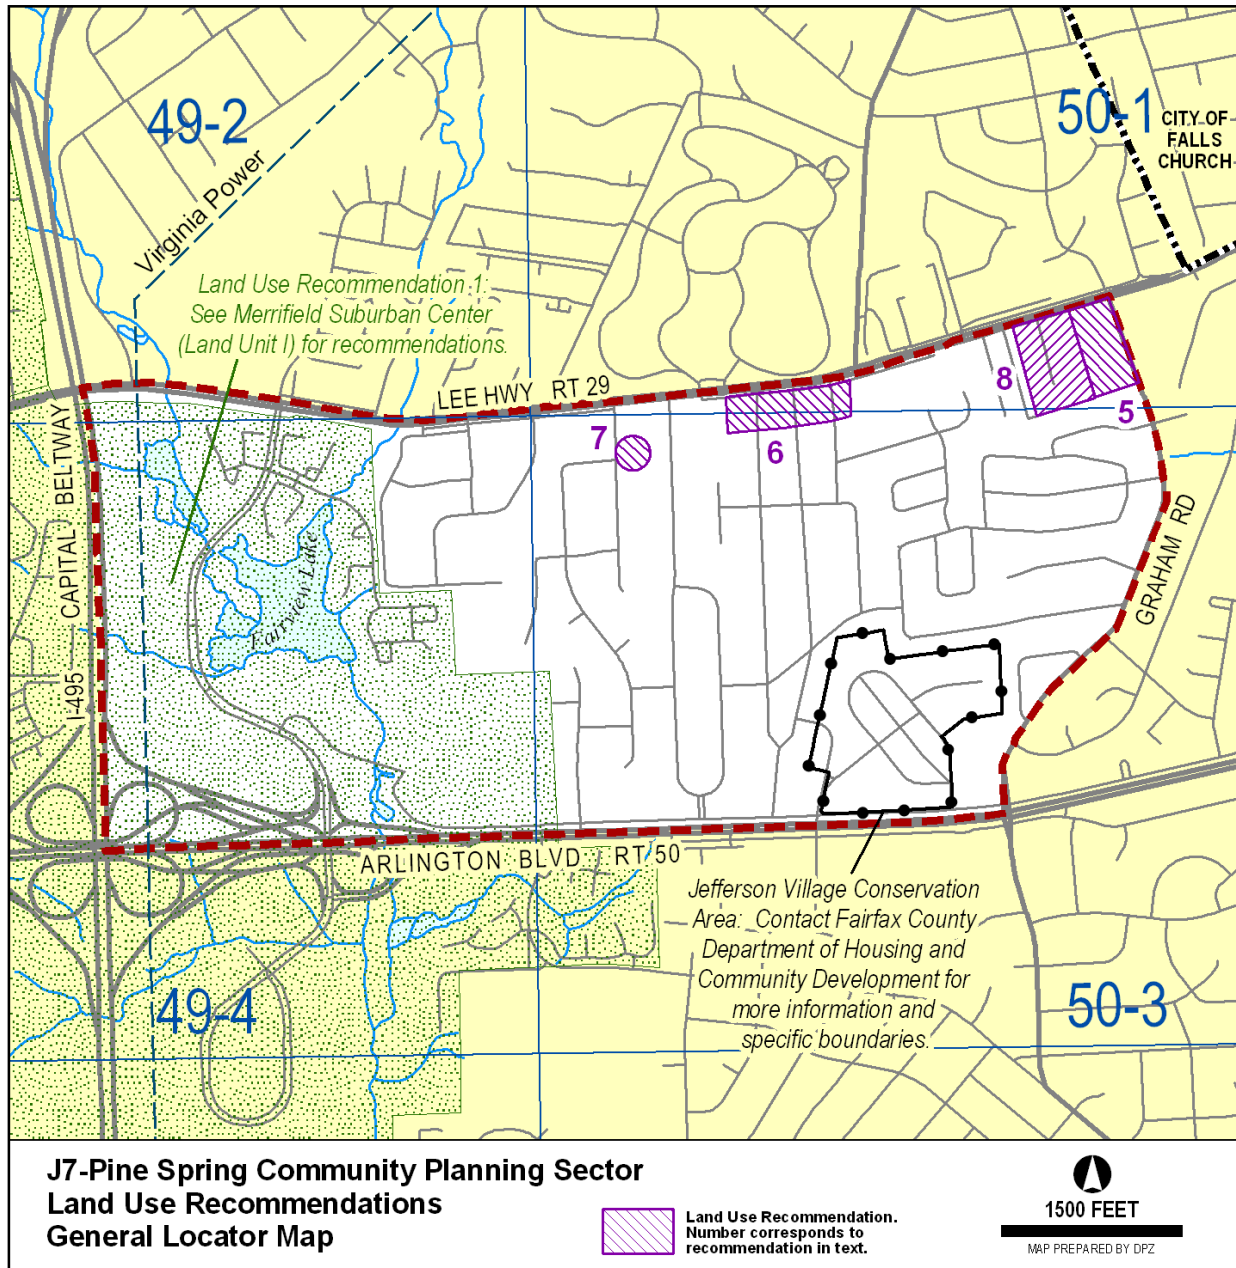 49-2
50-1
CITY OF
FALLS
CHURCH
Virginia Power
Land Use Recommendation 1:
See Merrifield Suburban Center
(Land Unit I) for recommendations.
LEE HWY RT 29
8
5
7
6
I-495 CAPITAL BELTWAY
Fairview Lake
GRAHAM RD
ARLINGTON BLVD RT 50
Jefferson Village Conservation
Area: Contact Fairfax County
Department of Housing and
Community Development for
more information and
specific boundaries.
49-4
50-3
J7-Pine Spring Community Planning Sector
Land Use Recommendations
General Locator Map
Land Use Recommendation.
Number corresponds to
recommendation in text.
1500 FEET
MAP PREPARED BY DPZ